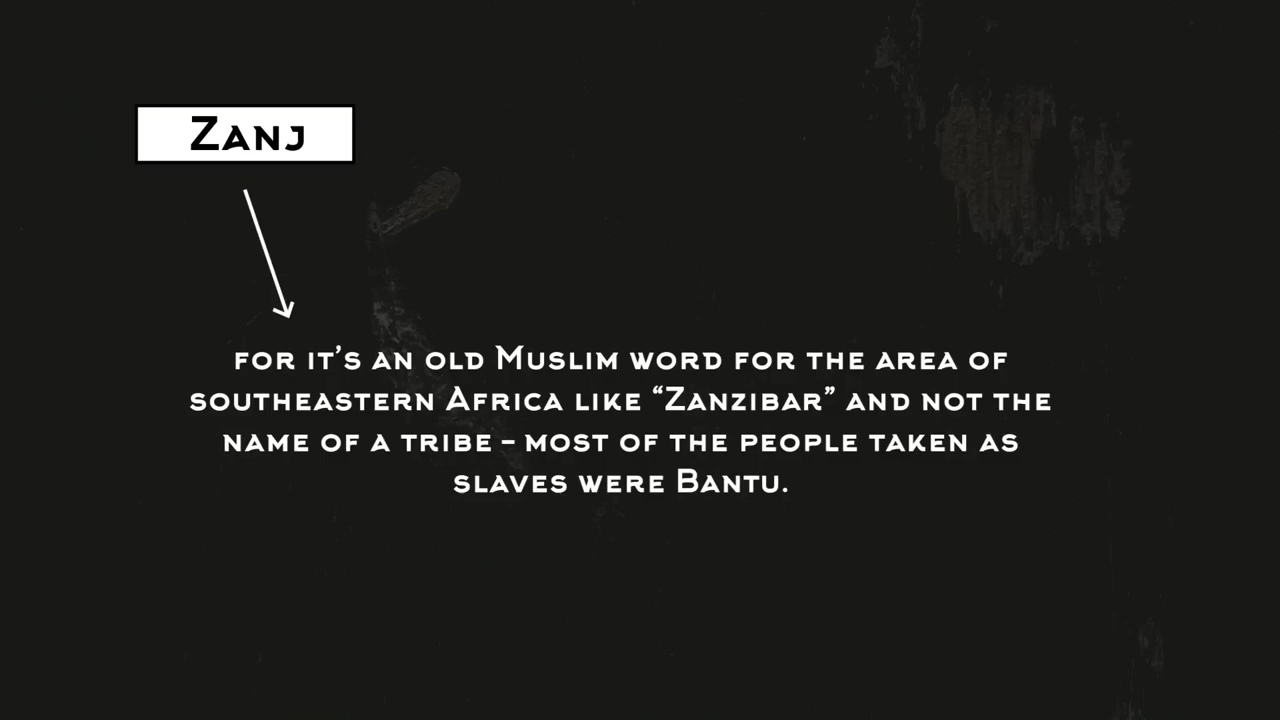 Zanj
for it's an old Muslim word for the area of
southeastern Africa like “Zanzibar” and not the
name of a tribe – most of the people taken as
slaves were Bantu.